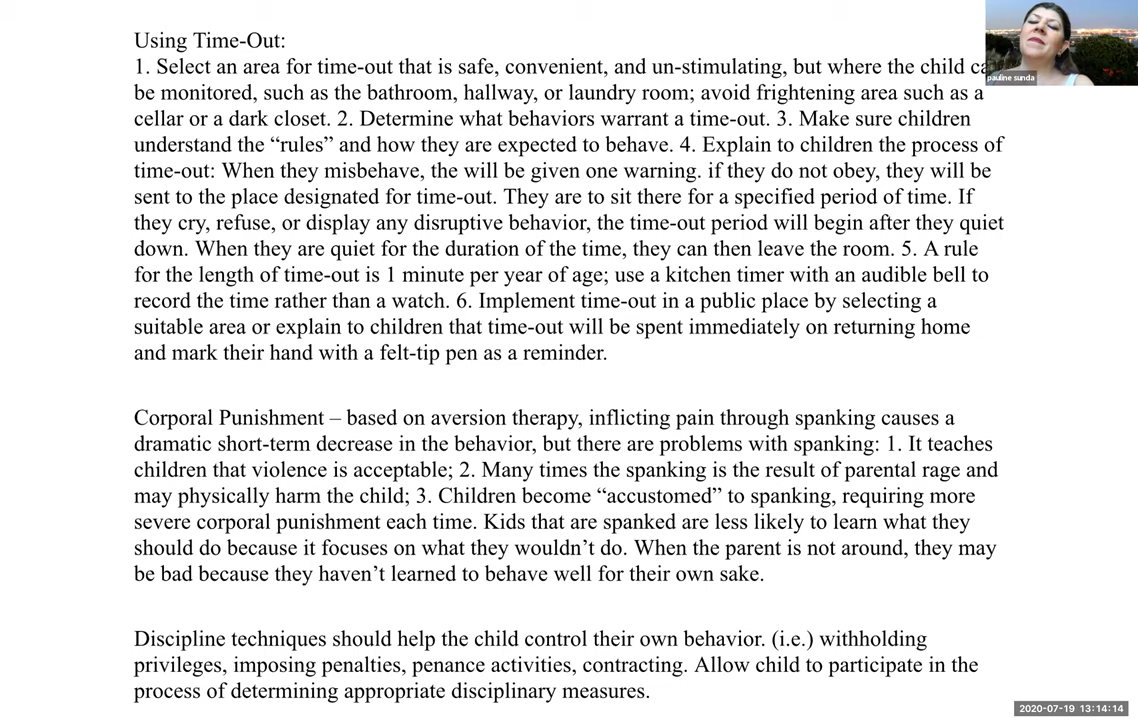 Using Time-Out:
1. Select an area for time-out that is safe, convenient, and un-stimulating, but where the child
be monitored, such as the bathroom, hallway, or laundry room; avoid frightening area such as a
cellar or a dark closet. 2. Determine what behaviors warrant a time-out. 3. Make sure children
understand the “rules” and how they are expected to behave. 4. Explain to children the process of
time-out: When they misbehave, the will be given one warning. if they do not obey, they will be
sent to the place designated for time-out. They are to sit there for a specified period of time. If
they cry, refuse, or display any disruptive behavior, the time-out period will begin after they quiet
down. When they are quiet for the duration of the time, they can then leave the room. 5. A rule
for the length of time-out is 1 minute per year of age; use a kitchen timer with an audible bell to
record the time rather than a watch. 6. Implement time-out in a public place by selecting a
suitable area or explain to children that time-out will be spent immediately on returning home
and mark their hand with a felt-tip pen as a reminder.
Corporal Punishment – based on aversion therapy, inflicting pain through spanking causes a
dramatic short-term decrease in the behavior, but there are problems with spanking: 1. It teaches
children that violence is acceptable; 2. Many times the spanking is the result of parental rage and
may physically harm the child; 3. Children become “accustomed” to spanking, requiring more
severe corporal punishment each time. Kids that are spanked are less likely to learn what they
should do because it focuses on what they wouldn’t do. When the parent is not around, they may
be bad because they haven’t learned to behave well for their own sake.
Discipline techniques should help the child control their own behavior. (i.e.) withholding
privileges, imposing penalties, penance activities, contracting. Allow child to participate in the
process of determining appropriate disciplinary measures.
pauline sunda
2020-07-19 13:14:14